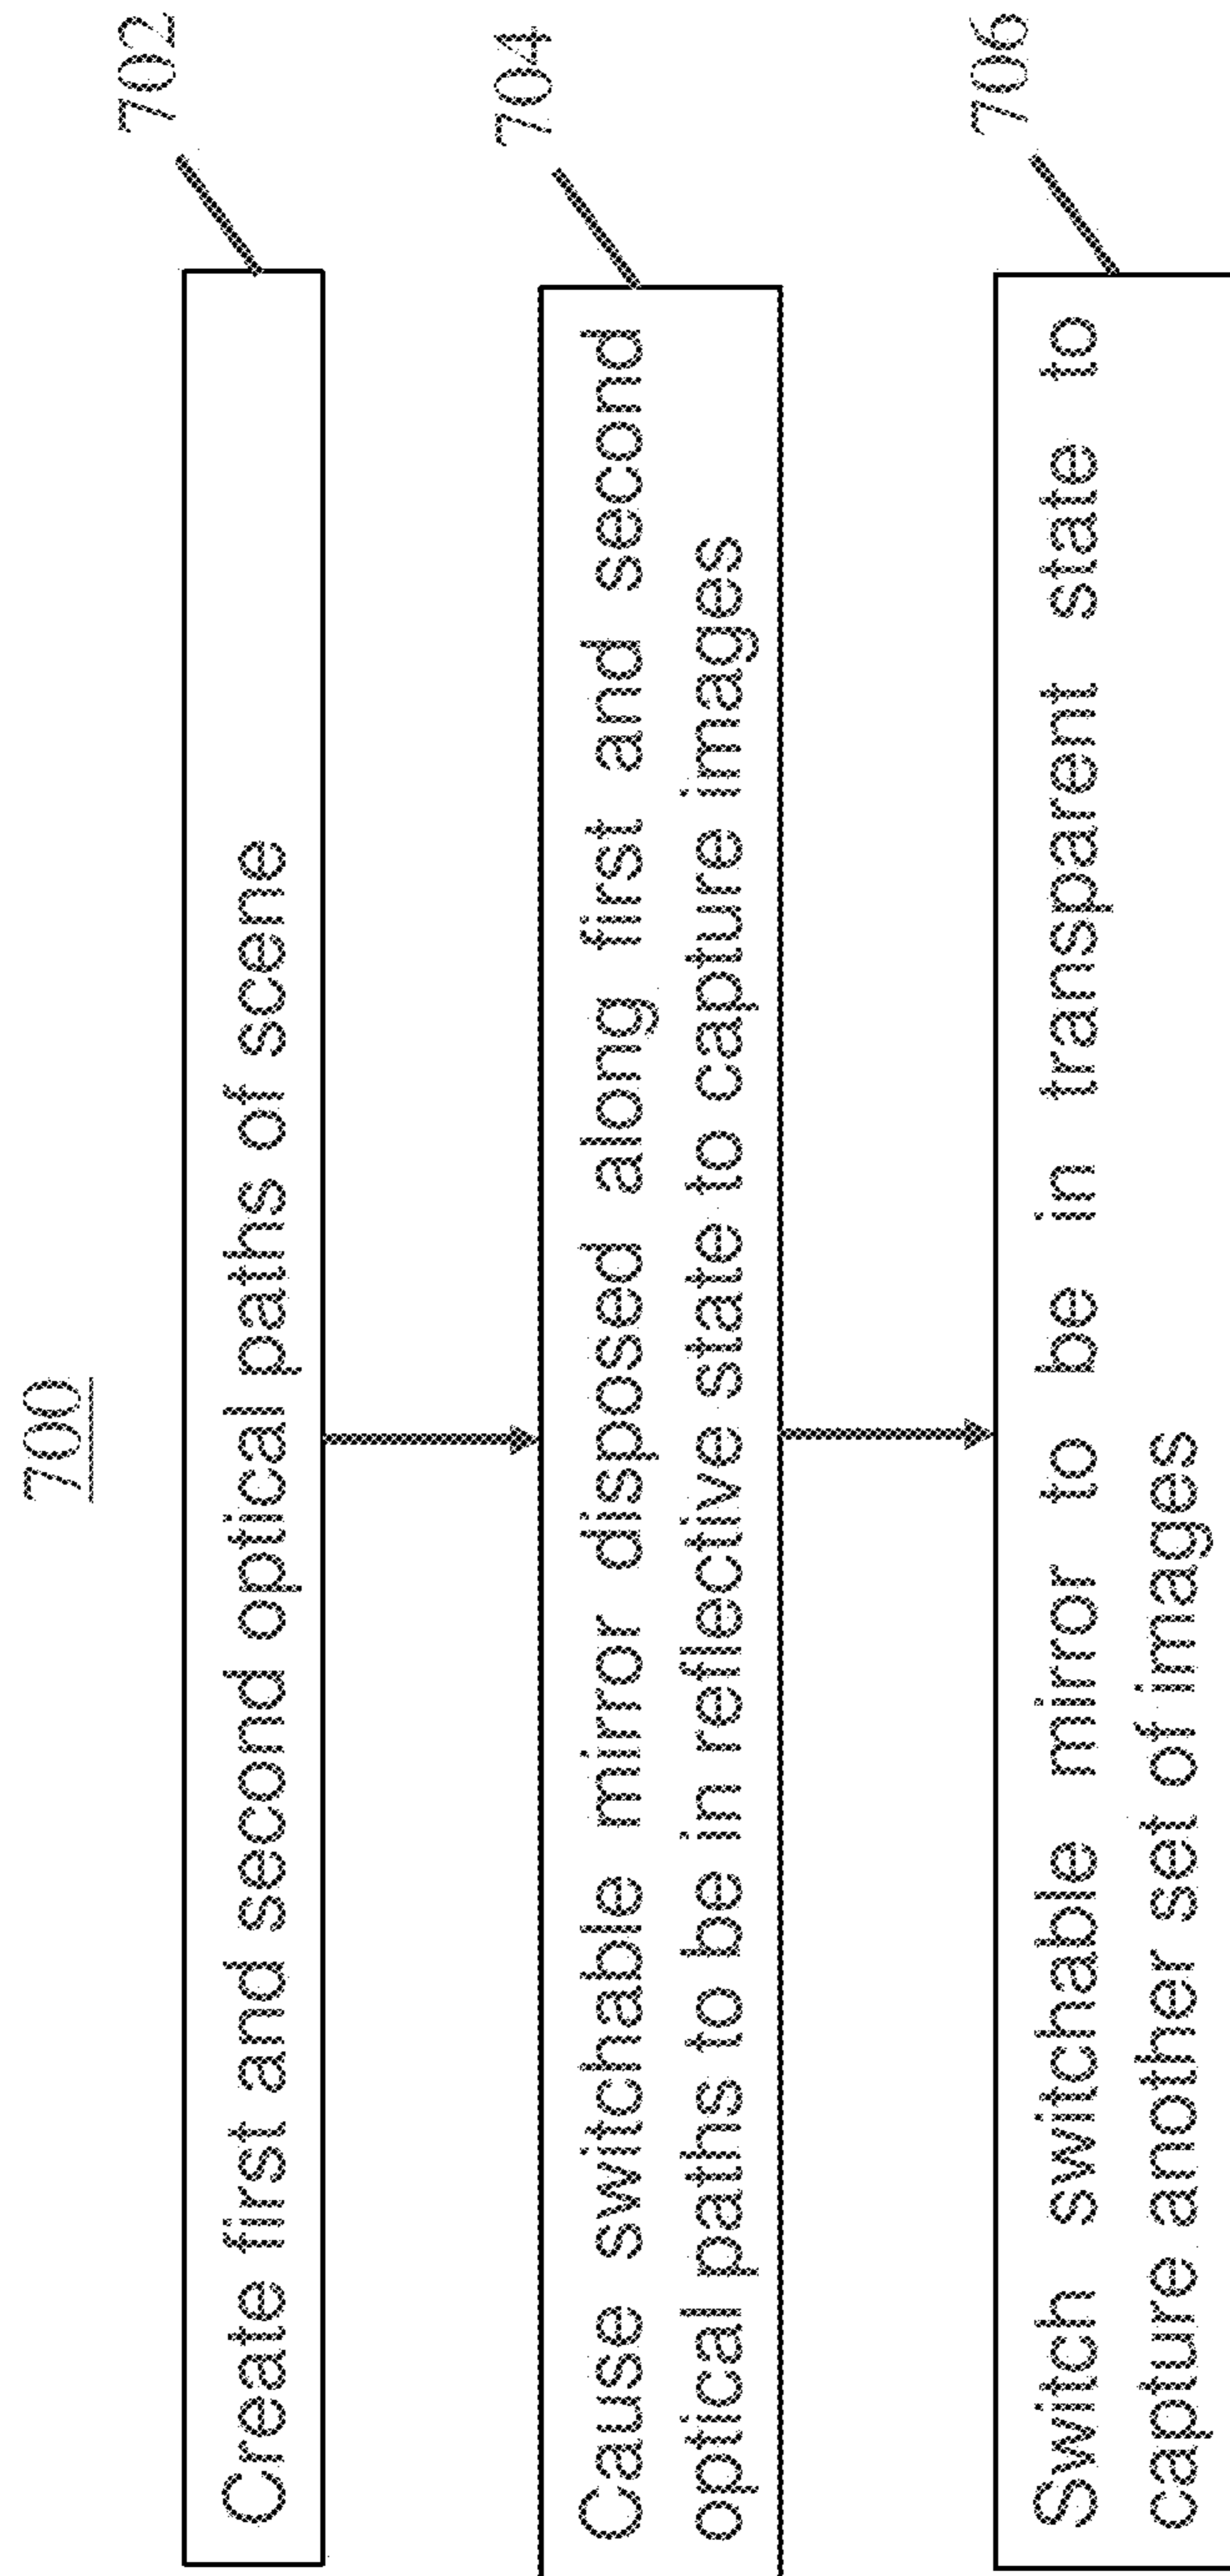 700
Create first and second optical paths of scene
702
Cause switchable mirror disposed along first and second
optical paths to be in reflective state to capture images
704
Switch switchable mirror to be in transparent state to
capture another set of images
706